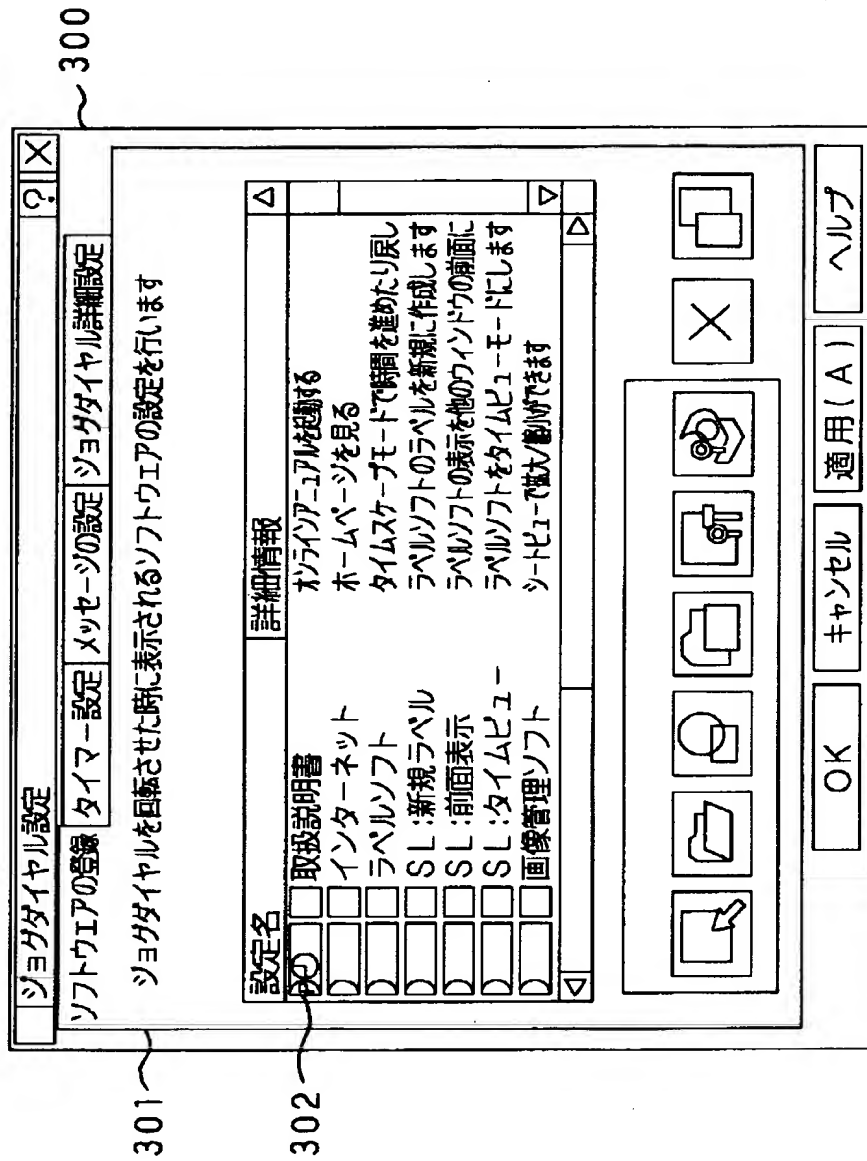 300
ジョグダイヤル設定 ? X
ソフトウェアの登録 タイマー設定 メッセージの設定 ジョグダイヤル詳細設定
301
ジョグダイヤルを回転させた時に表示されるソフトウェアの設定を行います
設定名 詳細情報
302
取扱説明書 オンラインアニュアルを起動する
インターネット ホームページを見る
ラベルソフト タイムスケープモードで時間を進めたり戻し
SL:新規ラベル ラベルソフトのラベルを新規に作成します
SL:前面表示 ラベルソフトの表示を他のウィンドウの前面に
SL:タイムビュー ラベルソフトをタイムビューモードにします
画像管理ソフト シートビューで拡大/縮小ができます
OK キャンセル 適用(A) ヘルプ